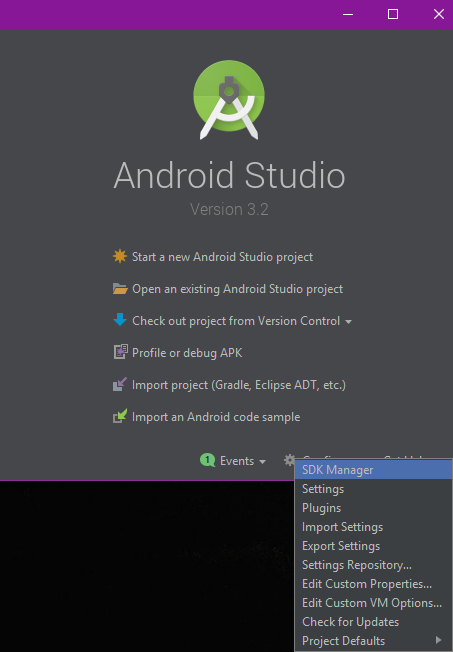 Android Studio
Version 3.2
Start a new Android Studio project
Open an existing Android Studio project
Check out project from Version Control
Profile or debug APK
Import project (Gradle, Eclipse ADT, etc.)
Import an Android code sample
1 Events
SDK Manager
Settings
Plugins
Import Settings
Export Settings
Settings Repository...
Edit Custom Properties...
Edit Custom VM Options...
Check for Updates
Project Defaults